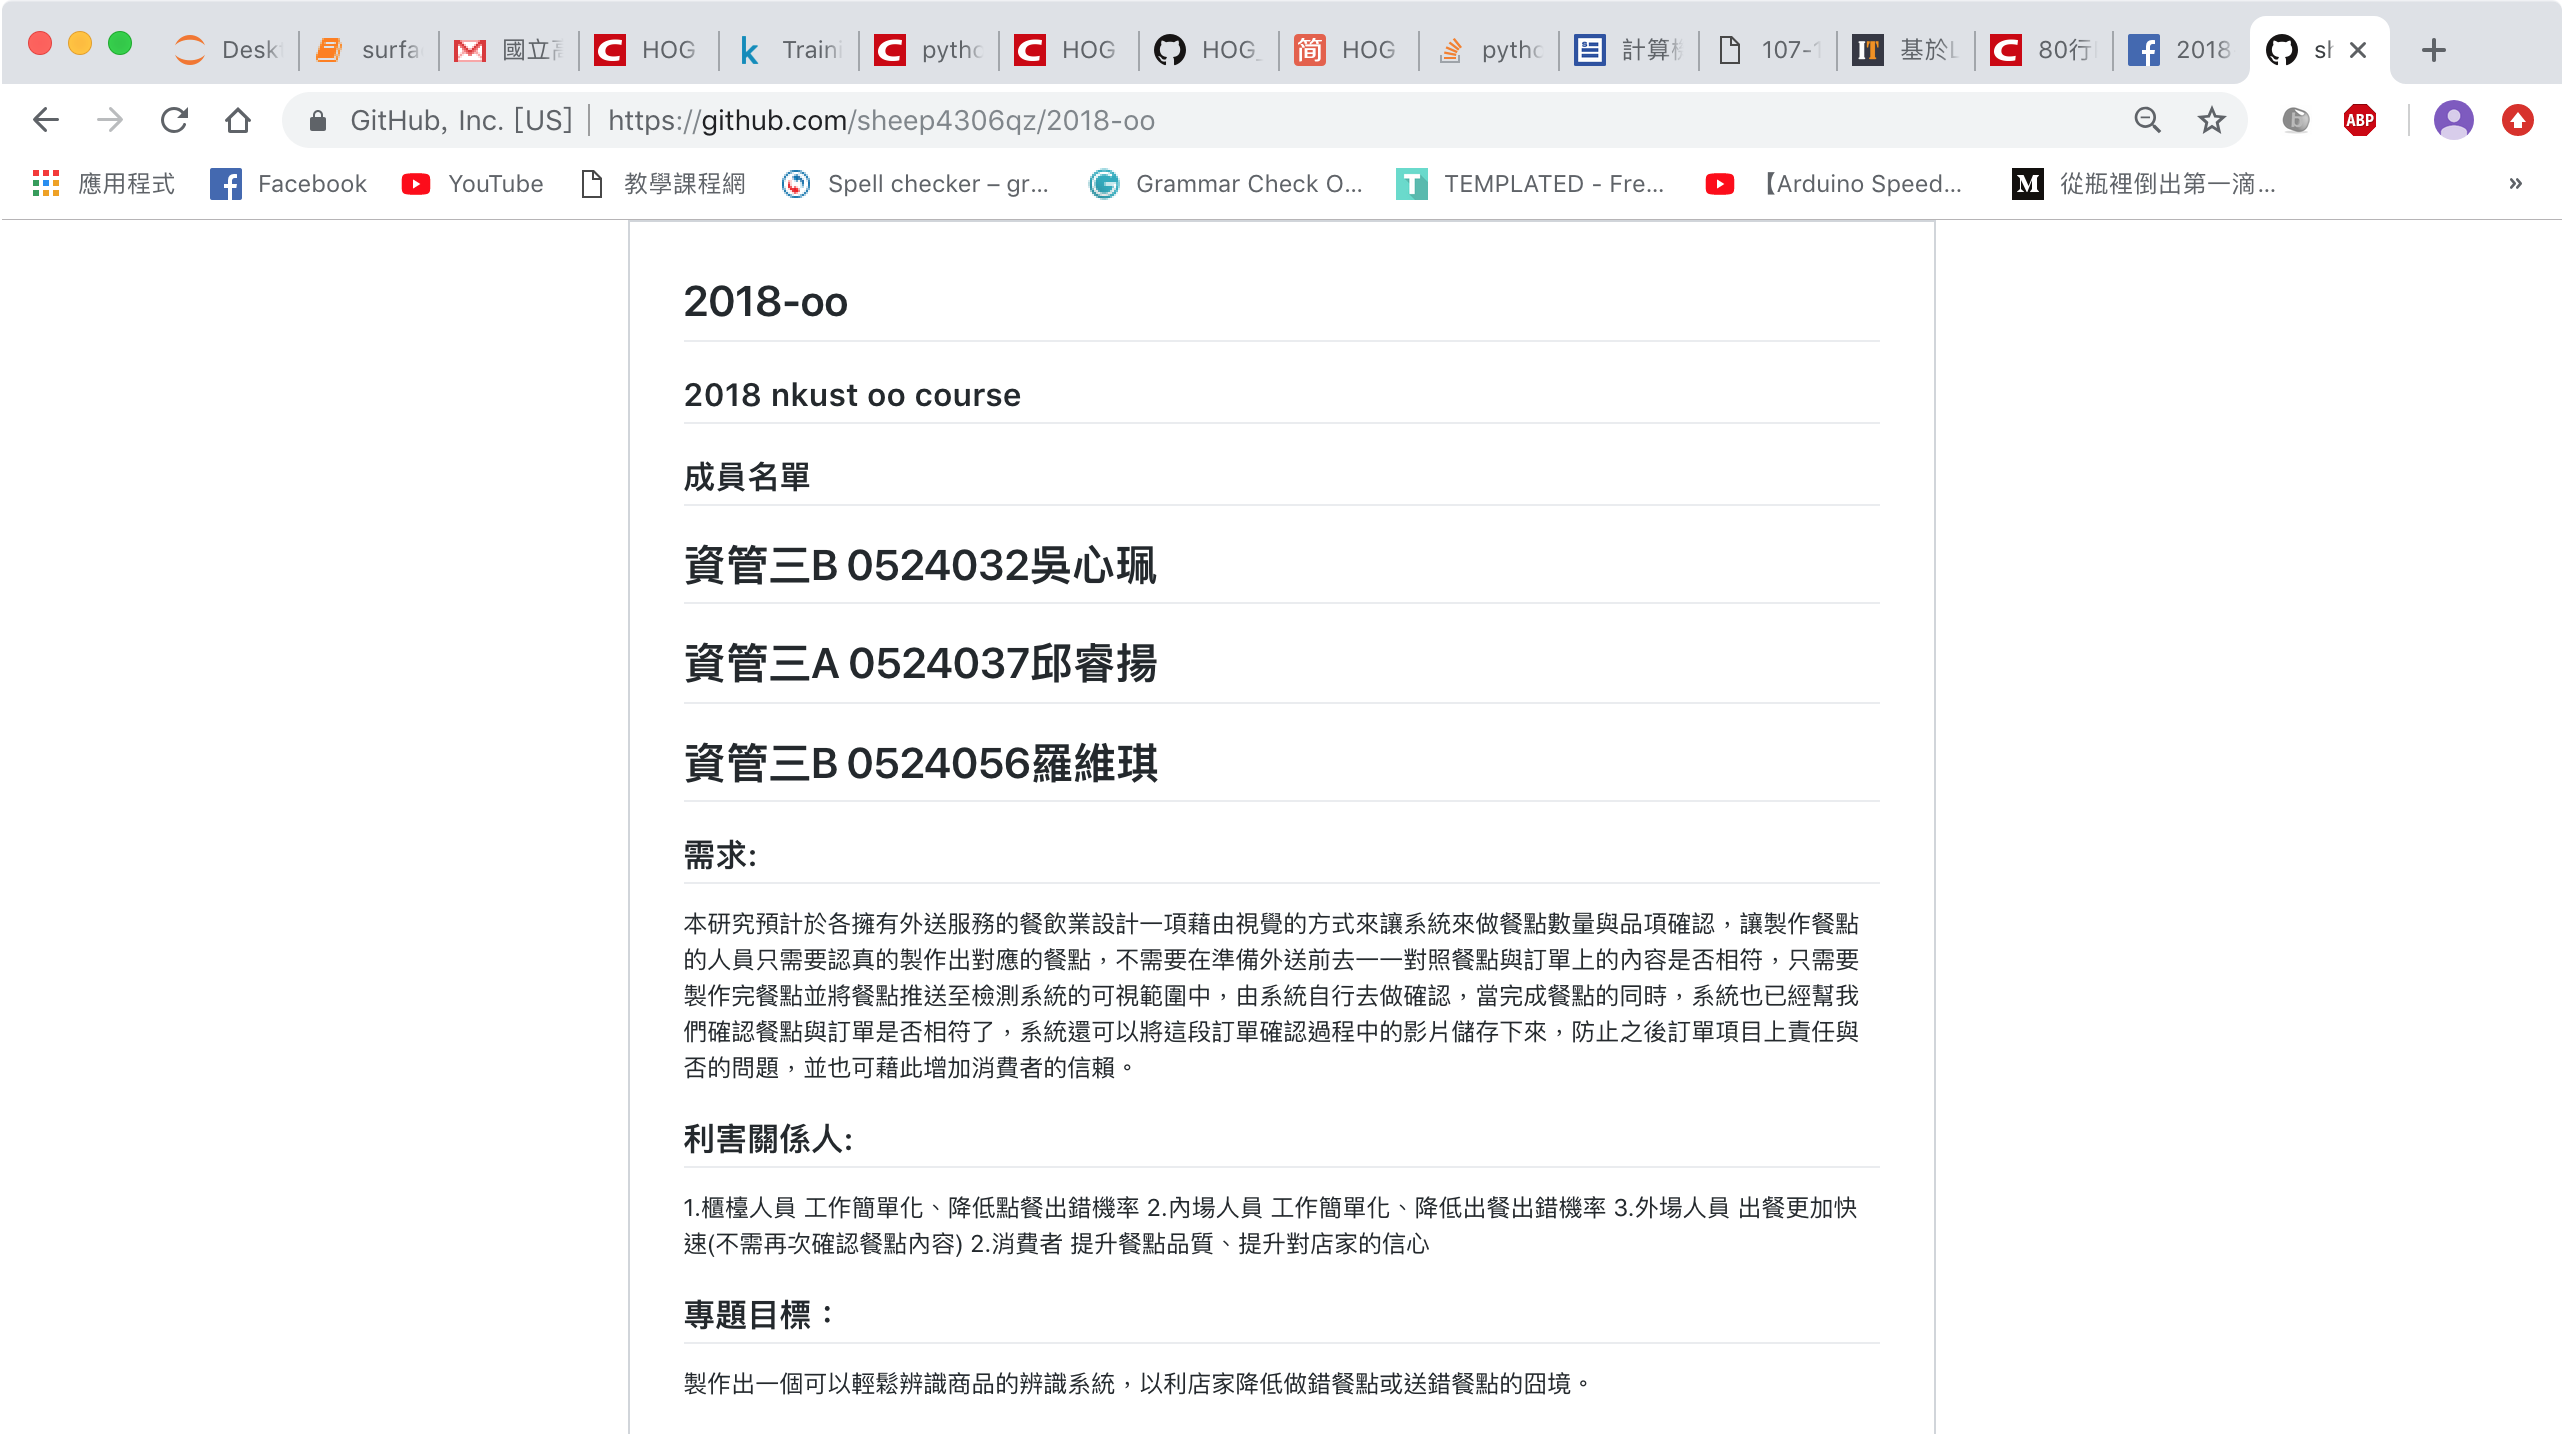 Desk surfa 國立高 HOG Traini pytho HOG HOG_ HOG pytho 計算機 107-1 基於L 80行 2018 sh
GitHub, Inc. [US] https://github.com/sheep4306qz/2018-oo ABP
應用程式 Facebook YouTube 教學課程網 Spell checker – gr... Grammar Check O... TEMPLATED - Fre... 【Arduino Speed... 從瓶裡倒出第一滴... »
2018-oo
2018 nkust oo course
成員名單
資管三B 0524032吳心珮
資管三A 0524037邱睿揚
資管三B 0524056羅維琪
需求:
本研究預計於各擁有外送服務的餐飲業設計一項藉由視覺的方式來讓系統來做餐點數量與品項確認，讓製作餐點
的人員只需要認真的製作出對應的餐點，不需要在準備外送前去一一對照餐點與訂單上的內容是否相符，只需要
製作完餐點並將餐點推送至檢測系統的可視範圍中，由系統自行去做確認，當完成餐點的同時，系統也已經幫我
們確認餐點與訂單是否相符了，系統還可以將這段訂單確認過程中的影片儲存下來，防止之後訂單項目上責任與
否的問題，並也可藉此增加消費者的信賴。
利害關係人:
1.櫃檯人員 工作簡單化、降低點餐出錯機率 2.內場人員 工作簡單化、降低出餐出錯機率 3.外場人員 出餐更加快
速(不需再次確認餐點內容) 2.消費者 提升餐點品質、提升對店家的信心
專題目標：
製作出一個可以輕鬆辨識商品的辨識系統，以利店家降低做錯餐點或送錯餐點的囧境。